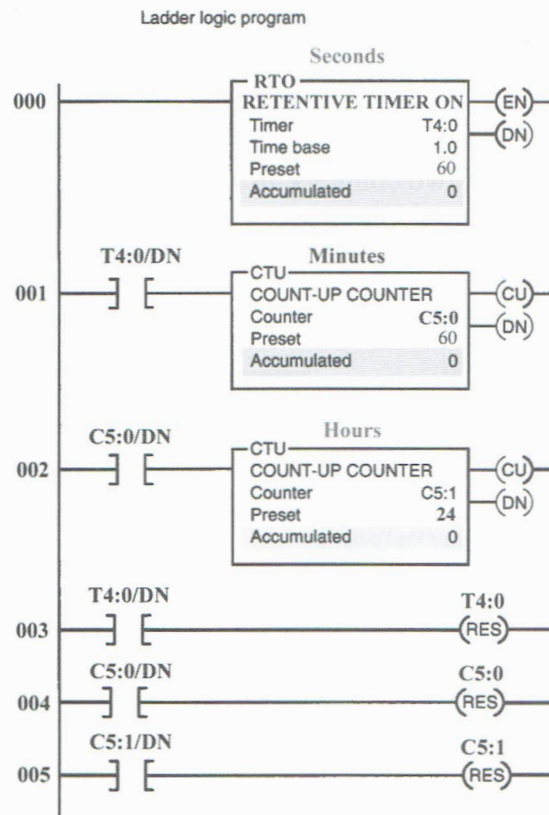 Ladder logic program
Seconds
000
RTO
RETENTIVE TIMER ON
EN
Timer T4:0
DN
Time base 1.0
Preset 60
Accumulated 0
T4:0/DN
Minutes
001
CTU
COUNT-UP COUNTER
CU
Counter C5:0
DN
Preset 60
Accumulated 0
C5:0/DN
Hours
002
CTU
COUNT-UP COUNTER
CU
Counter C5:1
DN
Preset 24
Accumulated 0
T4:0/DN T4:0
003 RES
C5:0/DN C5:0
004 RES
C5:1/DN C5:1
005 RES